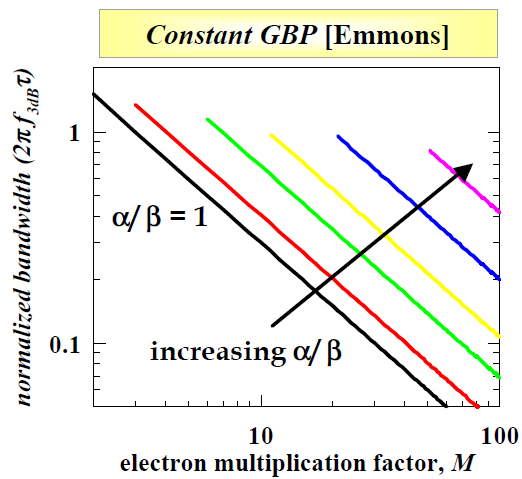 Constant GBP [Emmons]
normalized bandwidth (2πf3dBτ)
1
0.1
α/β = 1
increasing α/β
10
100
electron multiplication factor, M